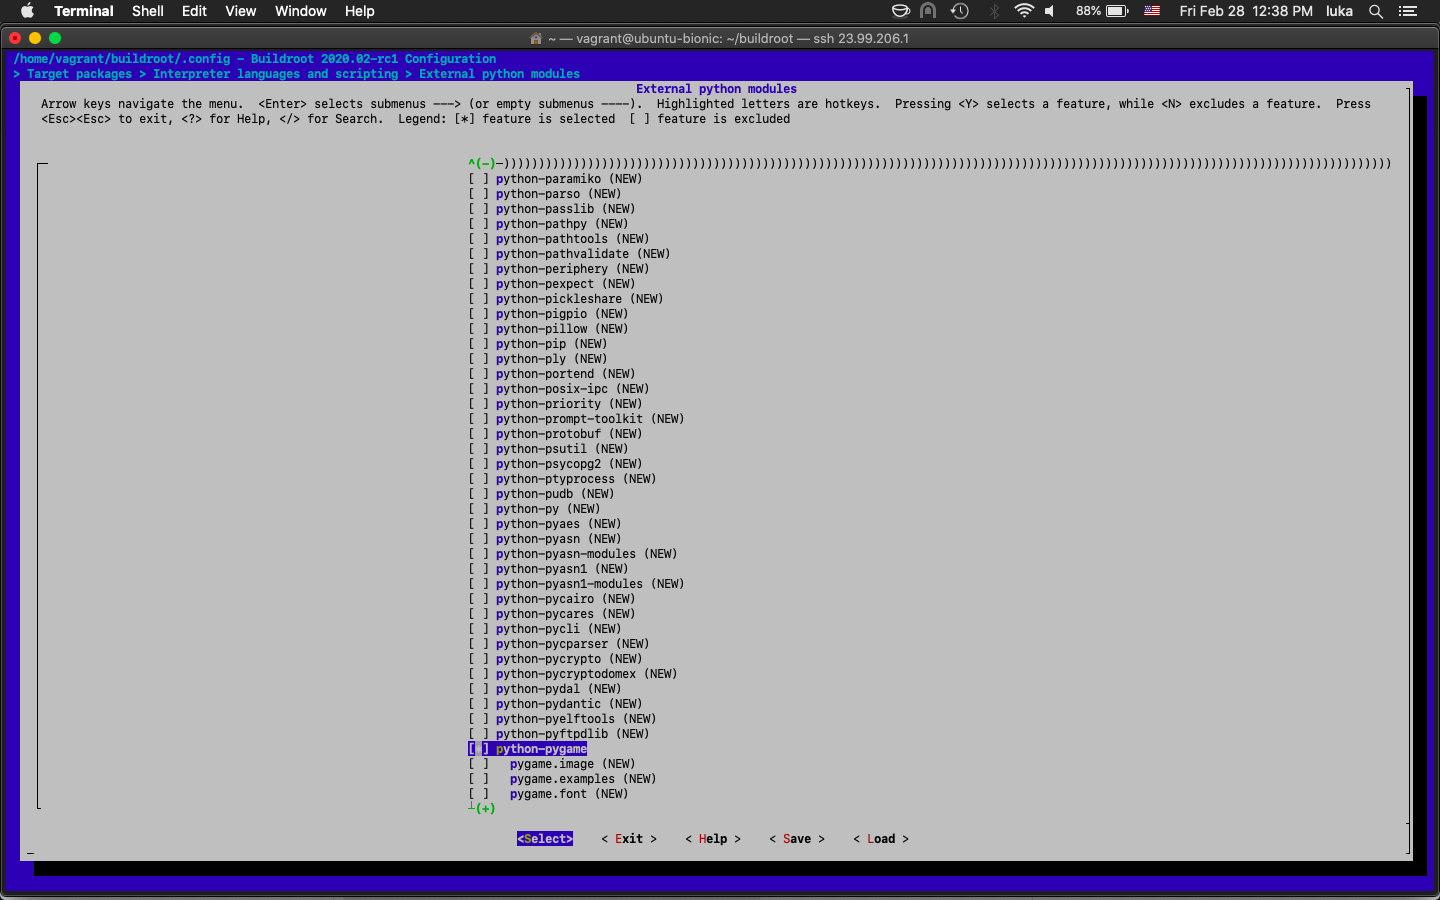 Terminal Shell Edit View Window Help 88% Fri Feb 28 12:38 PM luka
~ — vagrant@ubuntu-bionic: ~/buildroot — ssh 23.99.206.1
/home/vagrant/buildroot/.config - Buildroot 2020.02-rc1 Configuration
> Target packages > Interpreter languages and scripting > External python modules
External python modules
Arrow keys navigate the menu. <Enter> selects submenus ---> (or empty submenus ----). Highlighted letters are hotkeys. Pressing <Y> selects a feature, while <N> excludes a feature. Press
<Esc><Esc> to exit, <?> for Help, </> for Search. Legend: [*] feature is selected [ ] feature is excluded
^(-)-)))))))))))))))))))))))))))))))))))))))))))))))))))))))))))))))))))))))))))))))))))))))))))))))))))))))))))))))))))))))))))))))
[ ] python-paramiko (NEW)
[ ] python-parso (NEW)
[ ] python-passlib (NEW)
[ ] python-pathpy (NEW)
[ ] python-pathtools (NEW)
[ ] python-pathvalidate (NEW)
[ ] python-periphery (NEW)
[ ] python-pexpect (NEW)
[ ] python-pickleshare (NEW)
[ ] python-pigpio (NEW)
[ ] python-pillow (NEW)
[ ] python-pip (NEW)
[ ] python-ply (NEW)
[ ] python-portend (NEW)
[ ] python-posix-ipc (NEW)
[ ] python-priority (NEW)
[ ] python-prompt-toolkit (NEW)
[ ] python-protobuf (NEW)
[ ] python-psutil (NEW)
[ ] python-psycopg2 (NEW)
[ ] python-ptyprocess (NEW)
[ ] python-pudb (NEW)
[ ] python-py (NEW)
[ ] python-pyaes (NEW)
[ ] python-pyasn (NEW)
[ ] python-pyasn-modules (NEW)
[ ] python-pyasn1 (NEW)
[ ] python-pyasn1-modules (NEW)
[ ] python-pycairo (NEW)
[ ] python-pycares (NEW)
[ ] python-pycli (NEW)
[ ] python-pycparser (NEW)
[ ] python-pycrypto (NEW)
[ ] python-pycryptodomex (NEW)
[ ] python-pydal (NEW)
[ ] python-pydantic (NEW)
[ ] python-pyelftools (NEW)
[ ] python-pyftpdlib (NEW)
[*] python-pygame
[ ] pygame.image (NEW)
[ ] pygame.examples (NEW)
[ ] pygame.font (NEW)
┴(+)
<Select> < Exit > < Help > < Save > < Load >